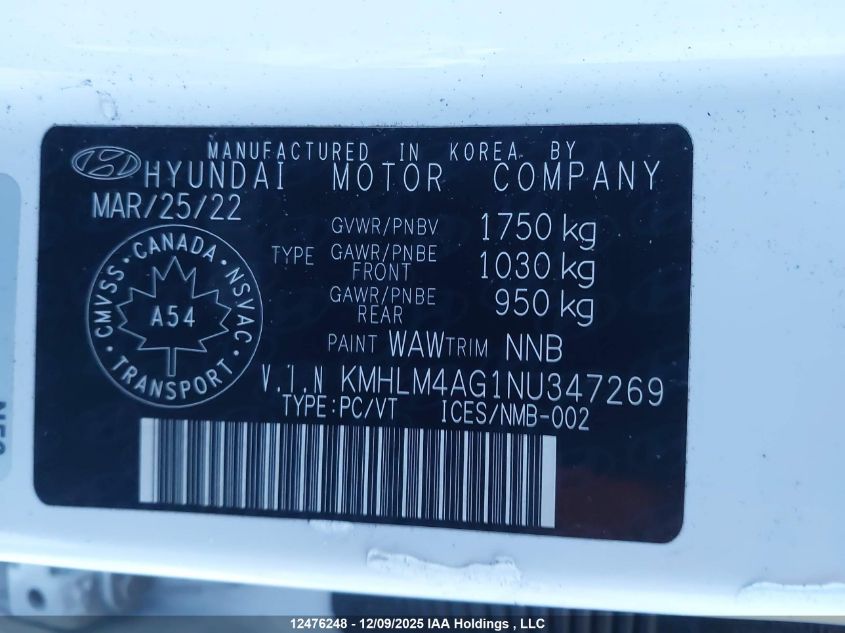 MANUFACTURED IN KOREA BY
HYUNDAI MOTOR COMPANY
MAR/25/22
GVWR/PNBV 1750 kg
TYPE GAWR/PNBE FRONT 1030 kg
GAWR/PNBE REAR 950 kg
CANADA
CMVSS NSVAC
A54
TRANSPORT
PAINT WAW TRIM NNB
V.I.N KMHLM4AG1NU347269
TYPE:PC/VT ICES/NMB-002
12476248 - 12/09/2025 IAA Holdings, LLC